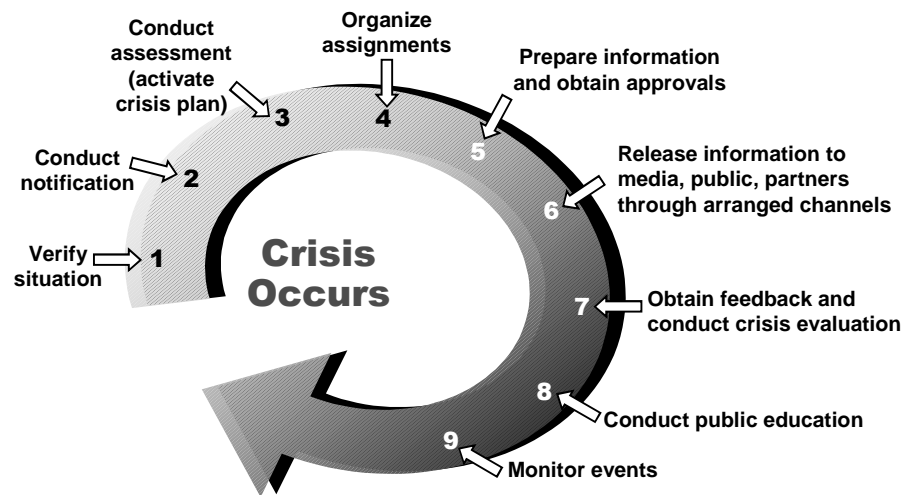 Verify
situation
1
Conduct
notification
2
Conduct
assessment
(activate
crisis plan)
3
Organize
assignments
4
Prepare information
and obtain approvals
5
Release information to
media, public, partners
through arranged channels
6
Obtain feedback and
conduct crisis evaluation
7
Conduct public education
8
Monitor events
9
Crisis
Occurs